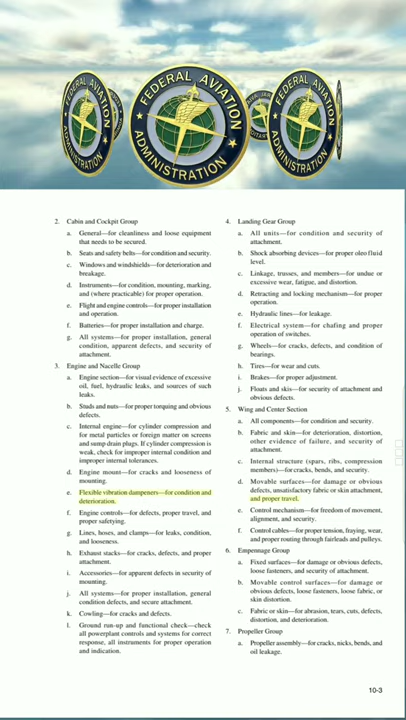 FEDERAL AVIATION
ADMINISTRATION
FEDERAL AVIATION
ADMINISTRATION
FEDERAL AVIATION
ADMINISTRATION
2. Cabin and Cockpit Group
a. General—for cleanliness and loose equipment
that needs to be secured.
b. Seats and safety belts—for condition and security.
c. Windows and windshields—for deterioration and
breakage.
d. Instruments—for condition, mounting, marking,
and (where practicable) for proper operation.
e. Flight and engine controls—for proper installation
and operation.
f. Batteries—for proper installation and charge.
g. All systems—for proper installation, general
condition, apparent defects, and security of
attachment.
3. Engine and Nacelle Group
a. Engine section—for visual evidence of excessive
oil, fuel, hydraulic leaks, and sources of such
leaks.
b. Studs and nuts—for proper torquing and obvious
defects.
c. Internal engine—for cylinder compression and
for metal particles or foreign matter on screens
and sump-drain plugs. If cylinder compression is
weak, check for improper internal condition and
improper internal tolerances.
d. Engine mount—for cracks and looseness of
mounting.
e. Flexible vibration dampeners—for condition and
deterioration.
f. Engine controls—for defects, proper travel, and
proper safetying.
g. Lines, hoses, and clamps—for leaks, condition,
and looseness.
h. Exhaust stacks—for cracks, defects, and proper
attachment.
i. Accessories—for apparent defects in security of
mounting.
j. All systems—for proper installation, general
condition defects, and secure attachment.
k. Cowling—for cracks and defects.
l. Ground run-up and functional check—check
all powerplant controls and systems for correct
response, all instruments for proper operation
and indication.
4. Landing Gear Group
a. All units—for condition and security of
attachment.
b. Shock absorbing devices—for proper oleo fluid
level.
c. Linkage, trusses, and members—for undue or
excessive wear, fatigue, and distortion.
d. Retracting and locking mechanism—for proper
operation.
e. Hydraulic lines—for leakage.
f. Electrical system—for chafing and proper
operation of switches.
g. Wheels—for cracks, defects, and condition of
bearings.
h. Tires—for wear and cuts.
i. Brakes—for proper adjustment.
j. Floats and skis—for security of attachment and
obvious defects.
5. Wing and Center Section
a. All components—for condition and security.
b. Fabric and skin—for deterioration, distortion,
other evidence of failure, and security of
attachment.
c. Internal structure (spars, ribs, compression
members)—for cracks, bends, and security.
d. Movable surfaces—for damage or obvious
defects, unsatisfactory fabric or skin attachment,
and proper travel.
e. Control mechanism—for freedom of movement,
alignment, and security.
f. Control cables—for proper tension, fraying, wear,
and proper routing through fairleads and pulleys.
6. Empennage Group
a. Fixed surfaces—for damage or obvious defects,
loose fasteners, and security of attachment.
b. Movable control surfaces—for damage or
obvious defects, loose fasteners, loose fabric, or
skin distortion.
c. Fabric or skin—for abrasion, tears, cuts, defects,
distortion, and deterioration.
7. Propeller Group
a. Propeller assembly—for cracks, nicks, bends, and
oil leakage.
10-3